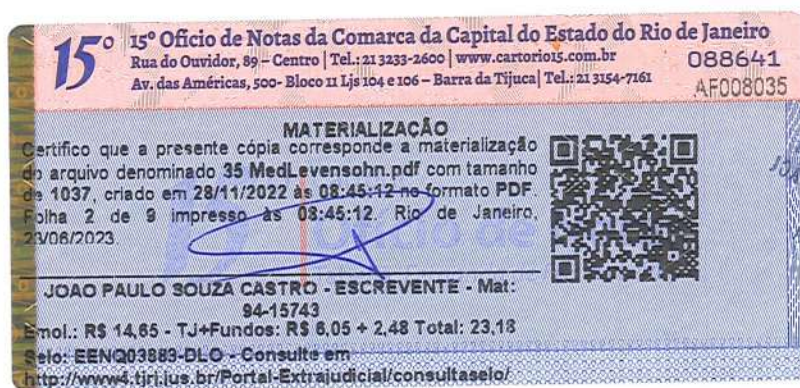 15º 15º Ofício de Notas da Comarca da Capital do Estado do Rio de Janeiro
Rua do Ouvidor, 89 – Centro | Tel.: 21 3233-2600 | www.cartorio15.com.br
Av. das Américas, 500- Bloco 11 Ljs 104 e 106 – Barra da Tijuca | Tel.: 21 3154-7161
088641
AF008035
MATERIALIZAÇÃO
Certifico que a presente cópia corresponde a materialização
do arquivo denominado 35 MedLevensohn.pdf com tamanho
de 1037, criado em 28/11/2022 às 08:45:12 no formato PDF.
Folha 2 de 9 impresso às 08:45:12. Rio de Janeiro,
23/06/2023.
Ofício de
JOAO PAULO SOUZA CASTRO - ESCREVENTE - Mat:
94-15743
Emol.: R$ 14,65 - TJ+Fundos: R$ 6,05 + 2,48 Total: 23,18
Selo: EENQ03883-DLO - Consulte em
http://www4.tjrj.jus.br/Portal-Extrajudicial/consultaselo/